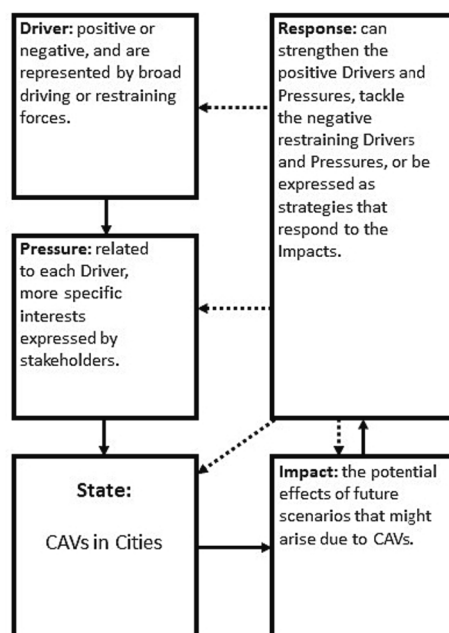 Driver: positive or
negative, and are
represented by broad
driving or restraining
forces.
Response: can
strengthen the
positive Drivers and
Pressures, tackle
the negative
restraining Drivers
and Pressures, or be
expressed as
strategies that
respond to the
Impacts.
Pressure: related
to each Driver,
more specific
interests
expressed by
stakeholders.
State:
CAVs in Cities
Impact: the potential
effects of future
scenarios that might
arise due to CAVs.